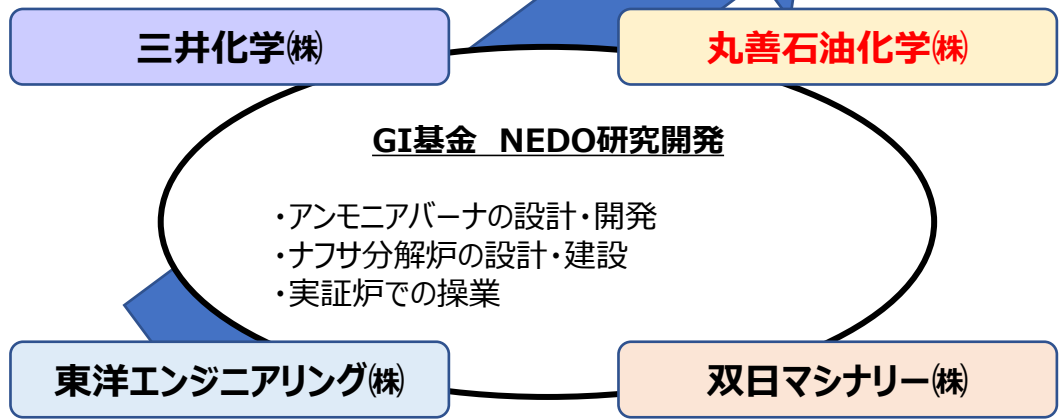 三井化学㈱
丸善石油化学㈱
GI基金　NEDO研究開発
・アンモニアバーナの設計・開発
・ナフサ分解炉の設計・建設
・実証炉での操業
東洋エンジニアリング㈱
双日マシナリー㈱